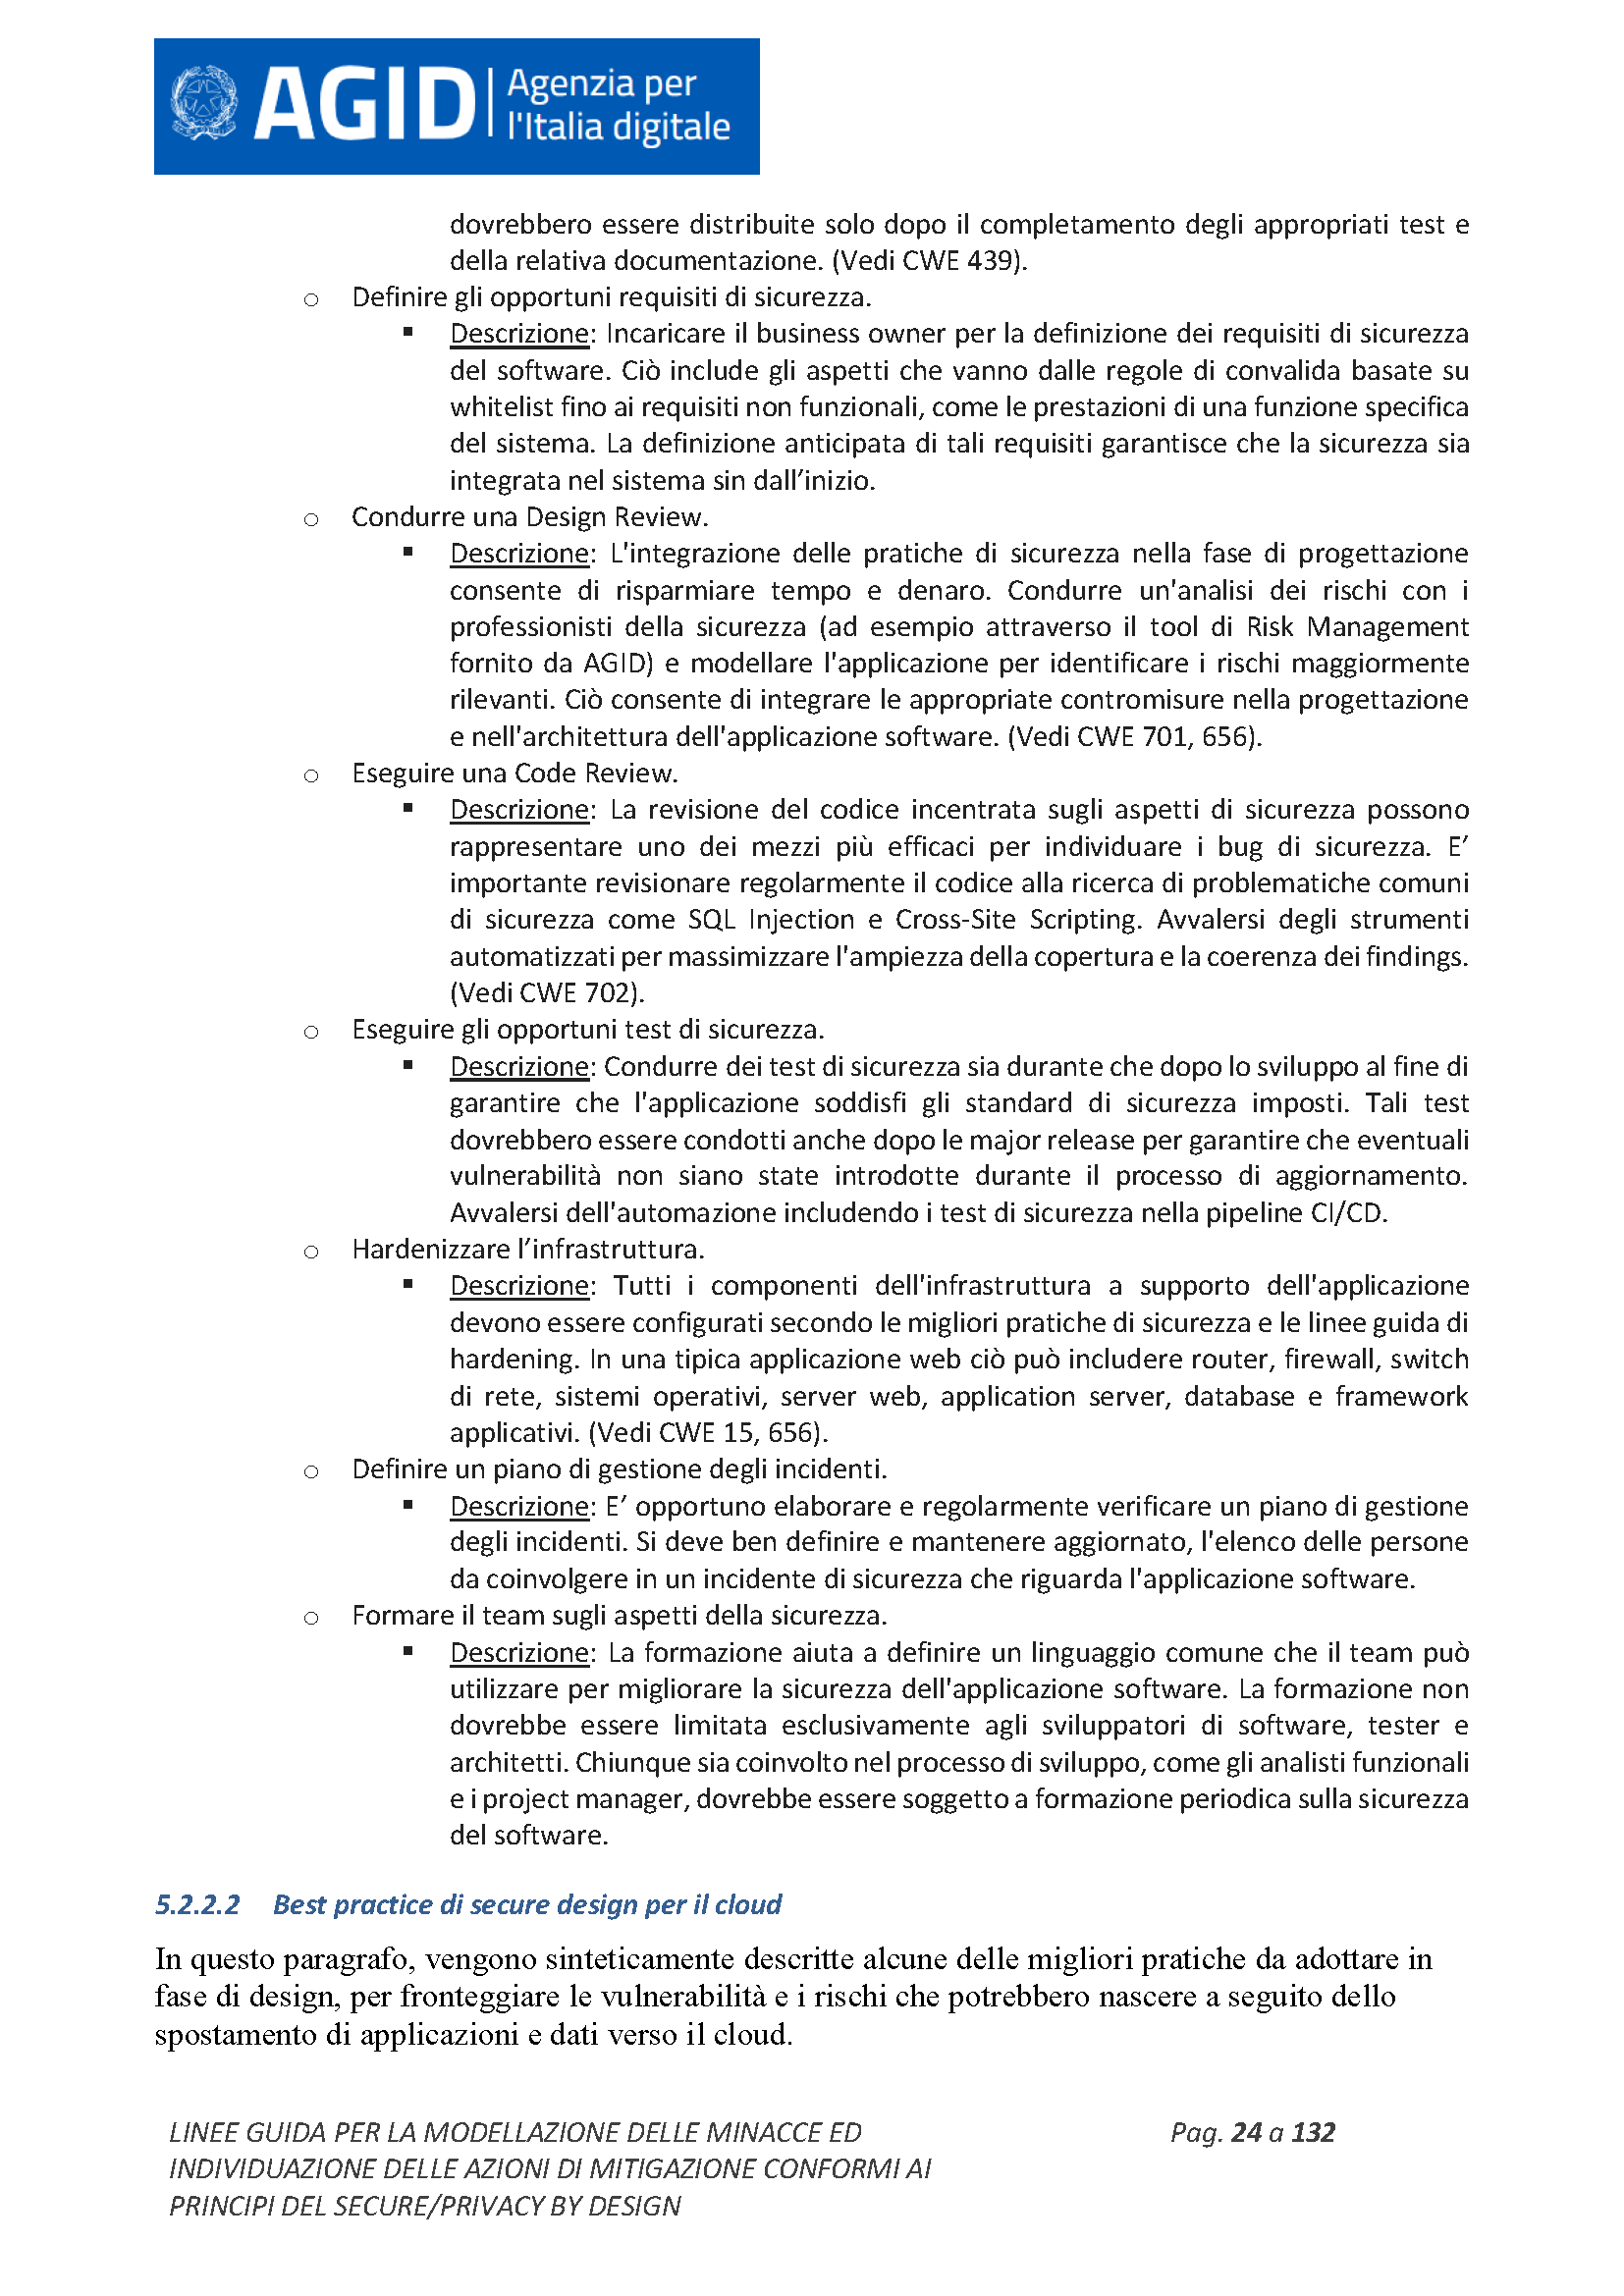 AGID Agenzia per
l'Italia digitale
dovrebbero essere distribuite solo dopo il completamento degli appropriati test e
della relativa documentazione. (Vedi CWE 439).
o Definire gli opportuni requisiti di sicurezza.
▪ Descrizione: Incaricare il business owner per la definizione dei requisiti di sicurezza
del software. Ciò include gli aspetti che vanno dalle regole di convalida basate su
whitelist fino ai requisiti non funzionali, come le prestazioni di una funzione specifica
del sistema. La definizione anticipata di tali requisiti garantisce che la sicurezza sia
integrata nel sistema sin dall’inizio.
o Condurre una Design Review.
▪ Descrizione: L'integrazione delle pratiche di sicurezza nella fase di progettazione
consente di risparmiare tempo e denaro. Condurre un'analisi dei rischi con i
professionisti della sicurezza (ad esempio attraverso il tool di Risk Management
fornito da AGID) e modellare l'applicazione per identificare i rischi maggiormente
rilevanti. Ciò consente di integrare le appropriate contromisure nella progettazione
e nell'architettura dell'applicazione software. (Vedi CWE 701, 656).
o Eseguire una Code Review.
▪ Descrizione: La revisione del codice incentrata sugli aspetti di sicurezza possono
rappresentare uno dei mezzi più efficaci per individuare i bug di sicurezza. E’
importante revisionare regolarmente il codice alla ricerca di problematiche comuni
di sicurezza come SQL Injection e Cross-Site Scripting. Avvalersi degli strumenti
automatizzati per massimizzare l'ampiezza della copertura e la coerenza dei findings.
(Vedi CWE 702).
o Eseguire gli opportuni test di sicurezza.
▪ Descrizione: Condurre dei test di sicurezza sia durante che dopo lo sviluppo al fine di
garantire che l'applicazione soddisfi gli standard di sicurezza imposti. Tali test
dovrebbero essere condotti anche dopo le major release per garantire che eventuali
vulnerabilità non siano state introdotte durante il processo di aggiornamento.
Avvalersi dell'automazione includendo i test di sicurezza nella pipeline CI/CD.
o Hardenizzare l’infrastruttura.
▪ Descrizione: Tutti i componenti dell'infrastruttura a supporto dell'applicazione
devono essere configurati secondo le migliori pratiche di sicurezza e le linee guida di
hardening. In una tipica applicazione web ciò può includere router, firewall, switch
di rete, sistemi operativi, server web, application server, database e framework
applicativi. (Vedi CWE 15, 656).
o Definire un piano di gestione degli incidenti.
▪ Descrizione: E’ opportuno elaborare e regolarmente verificare un piano di gestione
degli incidenti. Si deve ben definire e mantenere aggiornato, l'elenco delle persone
da coinvolgere in un incidente di sicurezza che riguarda l'applicazione software.
o Formare il team sugli aspetti della sicurezza.
▪ Descrizione: La formazione aiuta a definire un linguaggio comune che il team può
utilizzare per migliorare la sicurezza dell'applicazione software. La formazione non
dovrebbe essere limitata esclusivamente agli sviluppatori di software, tester e
architetti. Chiunque sia coinvolto nel processo di sviluppo, come gli analisti funzionali
e i project manager, dovrebbe essere soggetto a formazione periodica sulla sicurezza
del software.
5.2.2.2 Best practice di secure design per il cloud
In questo paragrafo, vengono sinteticamente descritte alcune delle migliori pratiche da adottare in
fase di design, per fronteggiare le vulnerabilità e i rischi che potrebbero nascere a seguito dello
spostamento di applicazioni e dati verso il cloud.
LINEE GUIDA PER LA MODELLAZIONE DELLE MINACCE ED Pag. 24 a 132
INDIVIDUAZIONE DELLE AZIONI DI MITIGAZIONE CONFORMI AI
PRINCIPI DEL SECURE/PRIVACY BY DESIGN